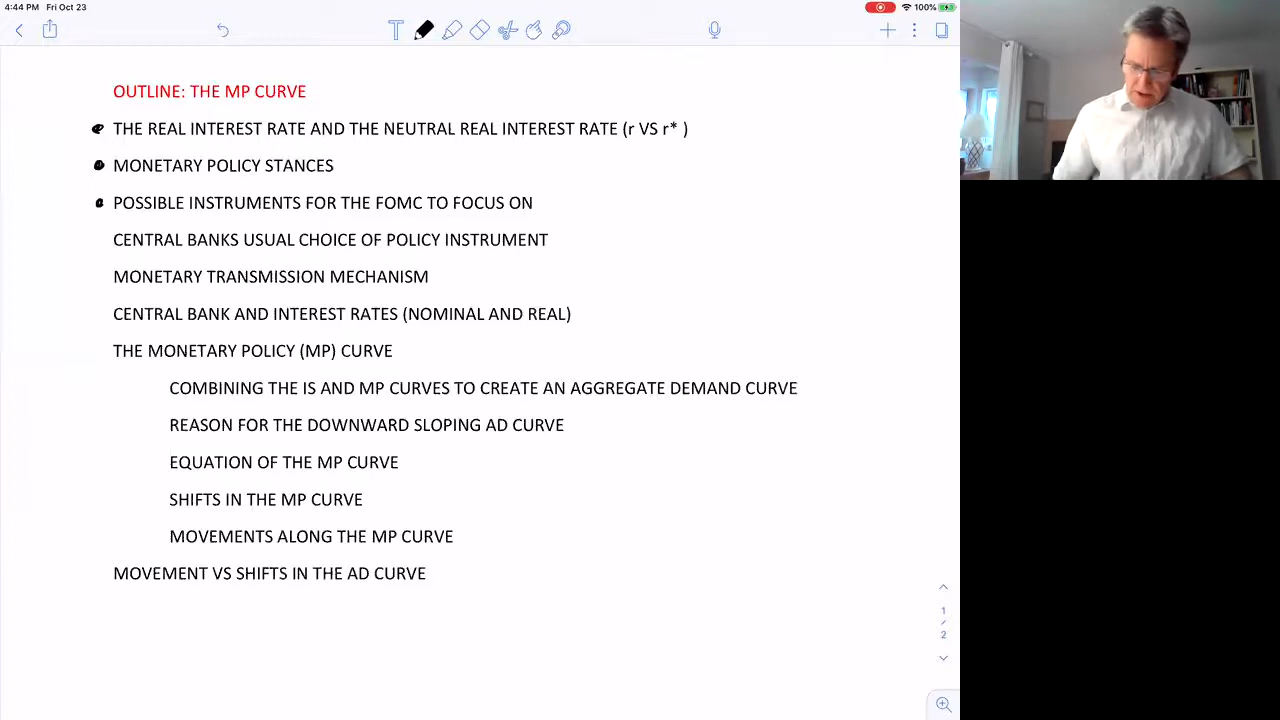 4:44 PM Fri Oct 23
100%
OUTLINE: THE MP CURVE
THE REAL INTEREST RATE AND THE NEUTRAL REAL INTEREST RATE (r VS r* )
MONETARY POLICY STANCES
POSSIBLE INSTRUMENTS FOR THE FOMC TO FOCUS ON
CENTRAL BANKS USUAL CHOICE OF POLICY INSTRUMENT
MONETARY TRANSMISSION MECHANISM
CENTRAL BANK AND INTEREST RATES (NOMINAL AND REAL)
THE MONETARY POLICY (MP) CURVE
COMBINING THE IS AND MP CURVES TO CREATE AN AGGREGATE DEMAND CURVE
REASON FOR THE DOWNWARD SLOPING AD CURVE
EQUATION OF THE MP CURVE
SHIFTS IN THE MP CURVE
MOVEMENTS ALONG THE MP CURVE
MOVEMENT VS SHIFTS IN THE AD CURVE
1
/
2